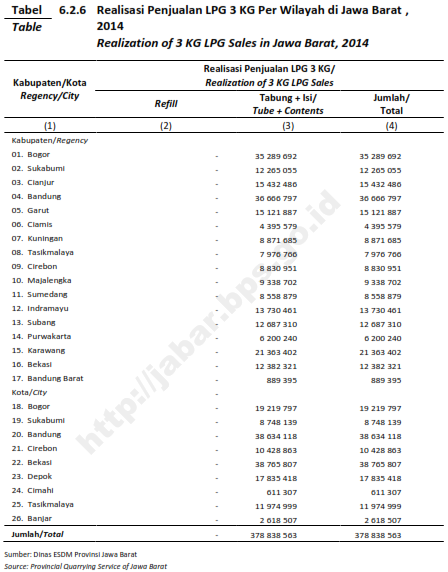 Tabel 6.2.6 Realisasi Penjualan LPG 3 KG Per Wilayah di Jawa Barat ,
2014
Table Realization of 3 KG LPG Sales in Jawa Barat, 2014
Kabupaten/Kota
Regency/City
Realisasi Penjualan LPG 3 KG/
Realization of 3 KG LPG Sales
Refill
Tabung + Isi/
Tube + Contents
Jumlah/
Total
(1) (2) (3) (4)
Kabupaten/Regency
01. Bogor - 35 289 692 35 289 692
02. Sukabumi - 12 265 055 12 265 055
03. Cianjur - 15 432 486 15 432 486
04. Bandung - 36 666 797 36 666 797
05. Garut - 15 121 887 15 121 887
06. Ciamis - 4 395 579 4 395 579
07. Kuningan - 8 871 685 8 871 685
08. Tasikmalaya - 7 976 766 7 976 766
09. Cirebon - 8 830 951 8 830 951
10. Majalengka - 9 338 702 9 338 702
11. Sumedang - 8 558 879 8 558 879
12. Indramayu - 13 730 461 13 730 461
13. Subang - 12 687 310 12 687 310
14. Purwakarta - 6 200 240 6 200 240
15. Karawang - 21 363 402 21 363 402
16. Bekasi - 12 382 321 12 382 321
17. Bandung Barat - 889 395 889 395
Kota/City
18. Bogor - 19 219 797 19 219 797
19. Sukabumi - 8 748 139 8 748 139
20. Bandung - 38 634 118 38 634 118
21. Cirebon - 10 428 863 10 428 863
22. Bekasi - 38 765 807 38 765 807
23. Depok - 17 835 418 17 835 418
24. Cimahi - 611 307 611 307
25. Tasikmalaya - 11 974 999 11 974 999
26. Banjar - 2 618 507 2 618 507
Jumlah/Total - 378 838 563 378 838 563
Sumber: Dinas ESDM Provinsi Jawa Barat
Source: Provincial Quarrying Service of Jawa Barat
http://jabar.bps.go.id